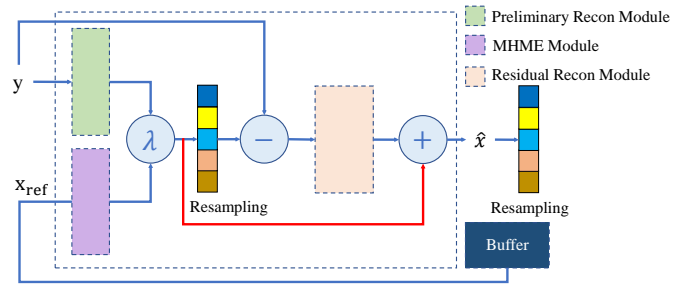 Preliminary Recon Module
MHME Module
Residual Recon Module
y
λ
−
+
x̂
x_ref
Resampling
Resampling
Buffer